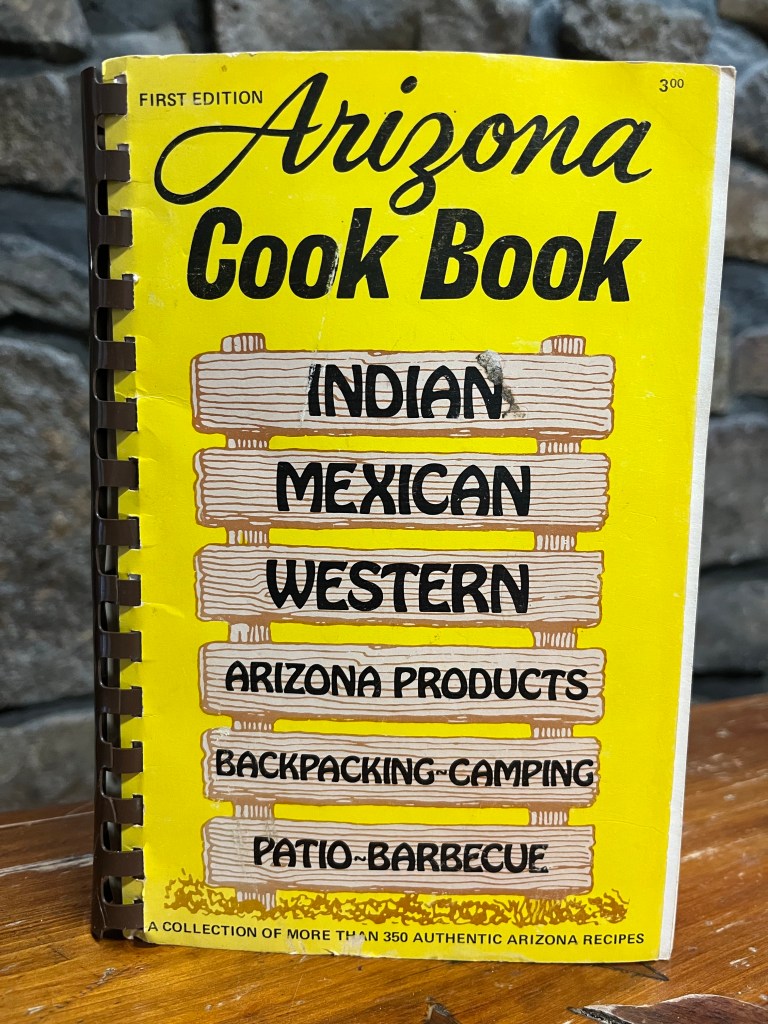 FIRST EDITION
3.00
Arizona
Cook Book
INDIAN
MEXICAN
WESTERN
ARIZONA PRODUCTS
BACKPACKING~CAMPING
PATIO~BARBECUE
A COLLECTION OF MORE THAN 350 AUTHENTIC ARIZONA RECIPES